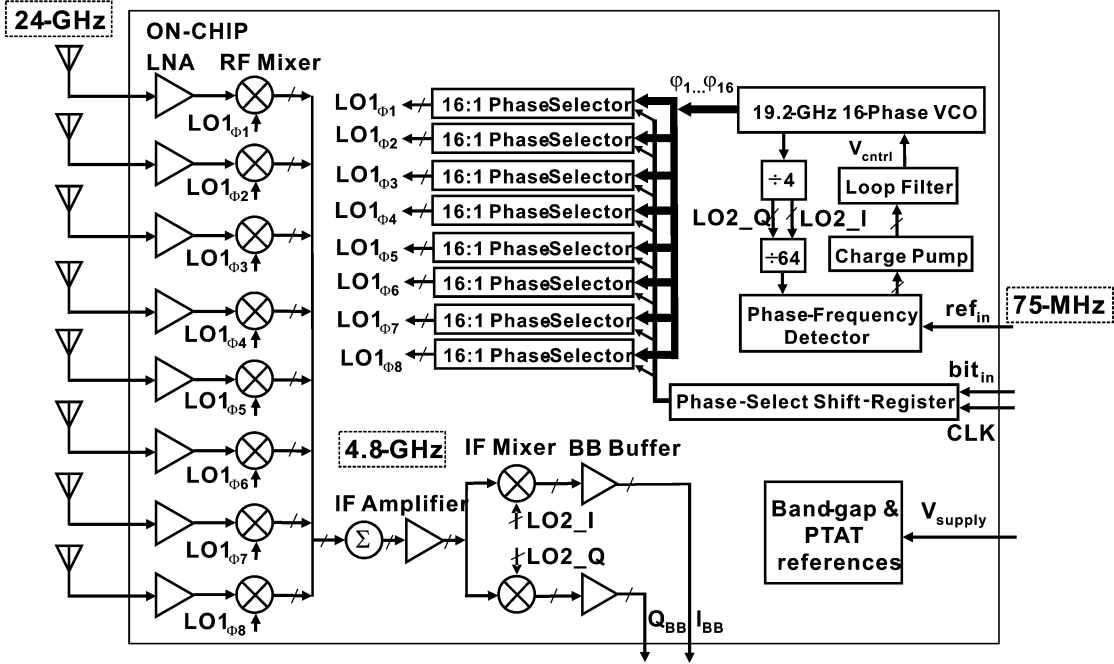 24-GHz
ON-CHIP
LNA
RF Mixer
LO1Φ1
LO1Φ2
LO1Φ3
LO1Φ4
LO1Φ5
LO1Φ6
LO1Φ7
LO1Φ8
LO1Φ1
16:1 PhaseSelector
LO1Φ2
16:1 PhaseSelector
LO1Φ3
16:1 PhaseSelector
LO1Φ4
16:1 PhaseSelector
LO1Φ5
16:1 PhaseSelector
LO1Φ6
16:1 PhaseSelector
LO1Φ7
16:1 PhaseSelector
LO1Φ8
16:1 PhaseSelector
φ1...φ16
19.2-GHz 16-Phase VCO
Vcntrl
÷4
Loop Filter
LO2_Q
LO2_I
÷64
Charge Pump
Phase-Frequency
Detector
refin
75-MHz
bitin
Phase-Select Shift-Register
CLK
4.8-GHz
IF Mixer
BB Buffer
IF Amplifier
Σ
LO2_I
LO2_Q
QBB
IBB
Band-gap &
PTAT
references
Vsupply